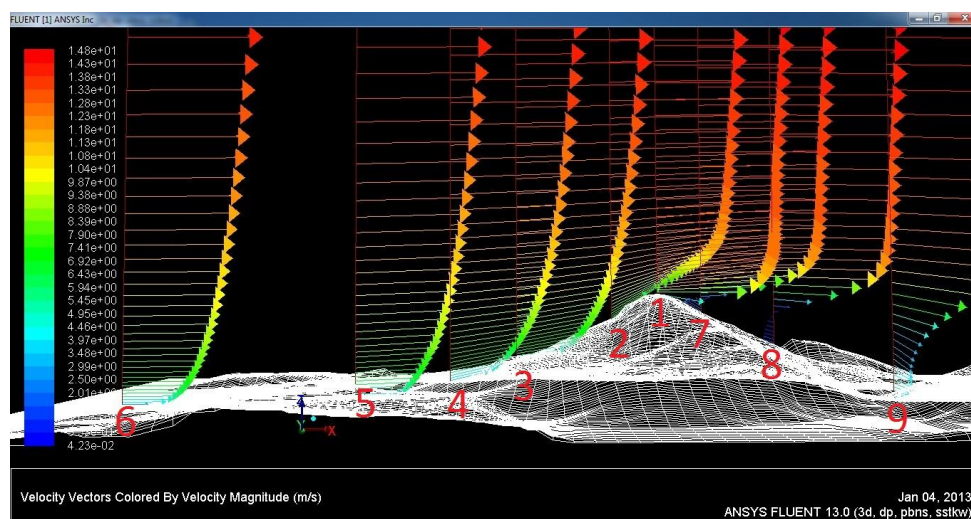 FLUENT [1] ANSYS Inc
1.48e+01
1.43e+01
1.38e+01
1.33e+01
1.28e+01
1.23e+01
1.18e+01
1.13e+01
1.08e+01
1.04e+01
9.87e+00
9.38e+00
8.88e+00
8.39e+00
7.90e+00
7.41e+00
6.92e+00
6.43e+00
5.94e+00
5.45e+00
4.95e+00
4.46e+00
3.97e+00
3.48e+00
2.99e+00
2.50e+00
2.01e+00
4.23e-02
1
2
7
3
8
4
5
6
9
Y
X
Velocity Vectors Colored By Velocity Magnitude (m/s)
Jan 04, 2013
ANSYS FLUENT 13.0 (3d, dp, pbns, sstkw)